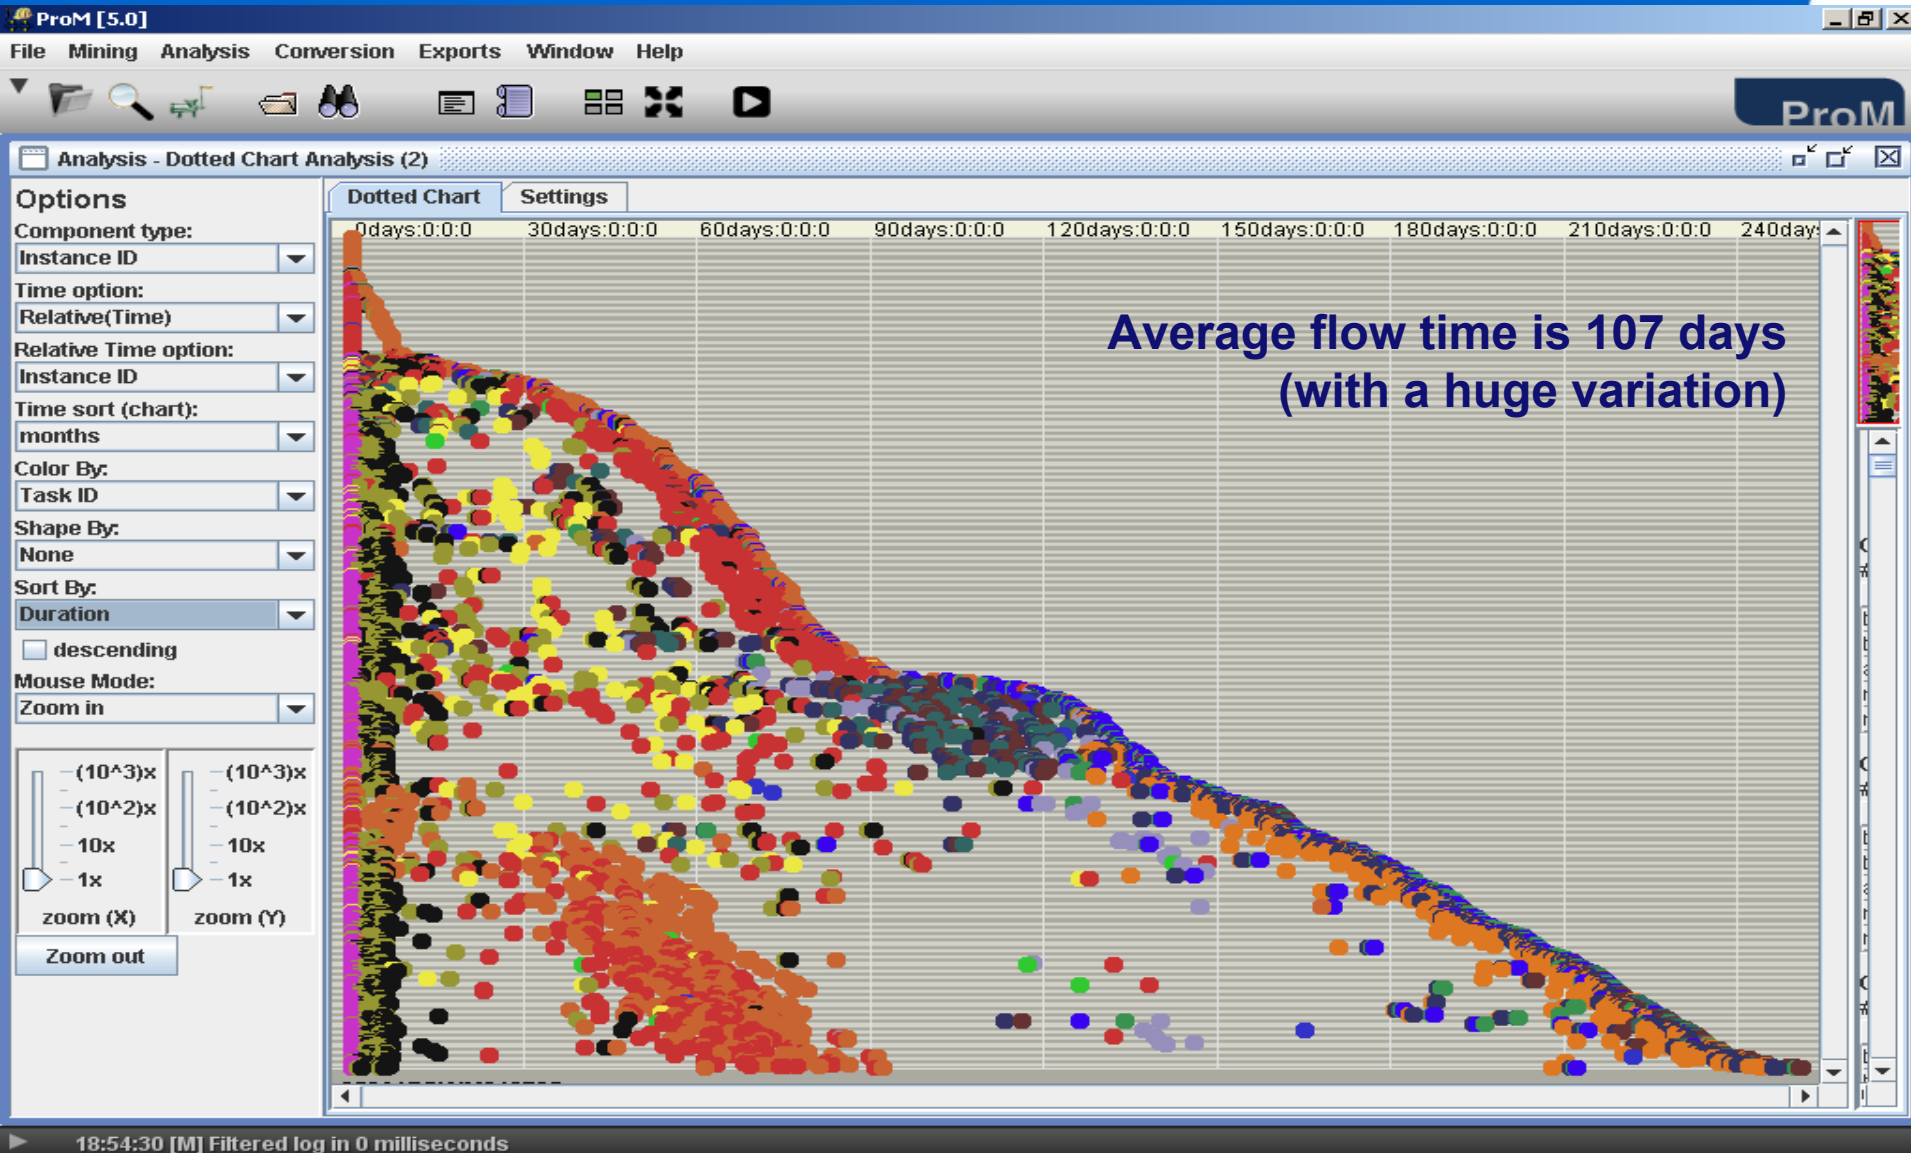 ProM [5.0]
File Mining Analysis Conversion Exports Window Help
ProM
Analysis - Dotted Chart Analysis (2)
Options
Component type:
Instance ID
Time option:
Relative(Time)
Relative Time option:
Instance ID
Time sort (chart):
months
Color By:
Task ID
Shape By:
None
Sort By:
Duration
descending
Mouse Mode:
Zoom in
(10^3)x (10^3)x
(10^2)x (10^2)x
10x 10x
1x 1x
zoom (X) zoom (Y)
Zoom out
Dotted Chart Settings
0days:0:0:0 30days:0:0:0 60days:0:0:0 90days:0:0:0 120days:0:0:0 150days:0:0:0 180days:0:0:0 210days:0:0:0 240day
Average flow time is 107 days
(with a huge variation)
18:54:30 [M] Filtered log in 0 milliseconds